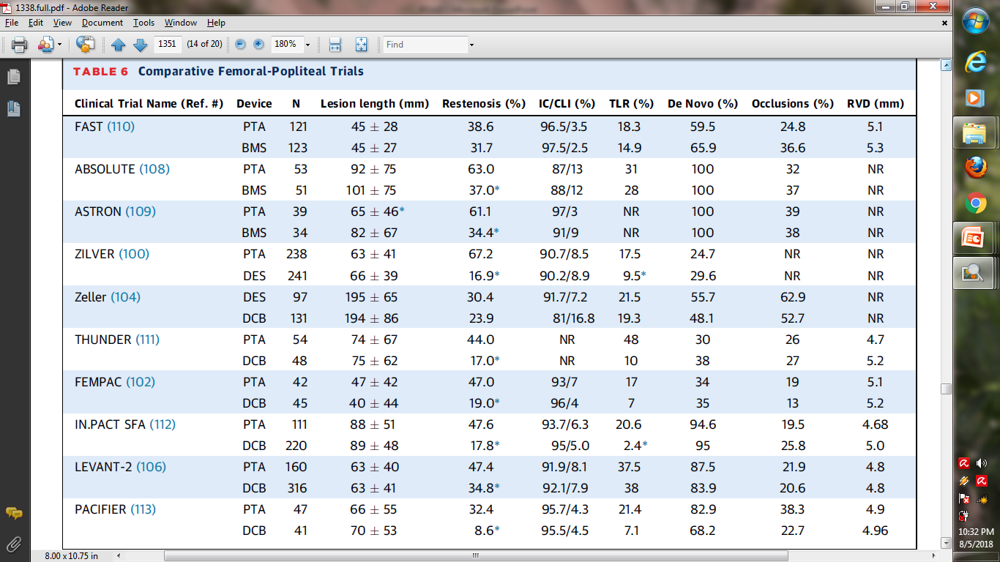 1338.full.pdf - Adobe Reader
File Edit View Document Tools Window Help
1351 (14 of 20) 180% Find
TABLE 6 Comparative Femoral-Popliteal Trials
Clinical Trial Name (Ref. #) Device N Lesion length (mm) Restenosis (%) IC/CLI (%) TLR (%) De Novo (%) Occlusions (%) RVD (mm)
FAST (110) PTA 121 45 ± 28 38.6 96.5/3.5 18.3 59.5 24.8 5.1
BMS 123 45 ± 27 31.7 97.5/2.5 14.9 65.9 36.6 5.3
ABSOLUTE (108) PTA 53 92 ± 75 63.0 87/13 31 100 32 NR
BMS 51 101 ± 75 37.0* 88/12 28 100 37 NR
ASTRON (109) PTA 39 65 ± 46* 61.1 97/3 NR 100 39 NR
BMS 34 82 ± 67 34.4* 91/9 NR 100 38 NR
ZILVER (100) PTA 238 63 ± 41 67.2 90.7/8.5 17.5 24.7 NR NR
DES 241 66 ± 39 16.9* 90.2/8.9 9.5* 29.6 NR NR
Zeller (104) DES 97 195 ± 65 30.4 91.7/7.2 21.5 55.7 62.9 NR
DCB 131 194 ± 86 23.9 81/16.8 19.3 48.1 52.7 NR
THUNDER (111) PTA 54 74 ± 67 44.0 NR 48 30 26 4.7
DCB 48 75 ± 62 17.0* NR 10 38 27 5.2
FEMPAC (102) PTA 42 47 ± 42 47.0 93/7 17 34 19 5.1
DCB 45 40 ± 44 19.0* 96/4 7 35 13 5.2
IN.PACT SFA (112) PTA 111 88 ± 51 47.6 93.7/6.3 20.6 94.6 19.5 4.68
DCB 220 89 ± 48 17.8* 95/5.0 2.4* 95 25.8 5.0
LEVANT-2 (106) PTA 160 63 ± 40 47.4 91.9/8.1 37.5 87.5 21.9 4.8
DCB 316 63 ± 41 34.8* 92.1/7.9 38 83.9 20.6 4.8
PACIFIER (113) PTA 47 66 ± 55 32.4 95.7/4.3 21.4 82.9 38.3 4.9
DCB 41 70 ± 53 8.6* 95.5/4.5 7.1 68.2 22.7 4.96
8.00 x 10.75 in
10:32 PM
8/5/2018